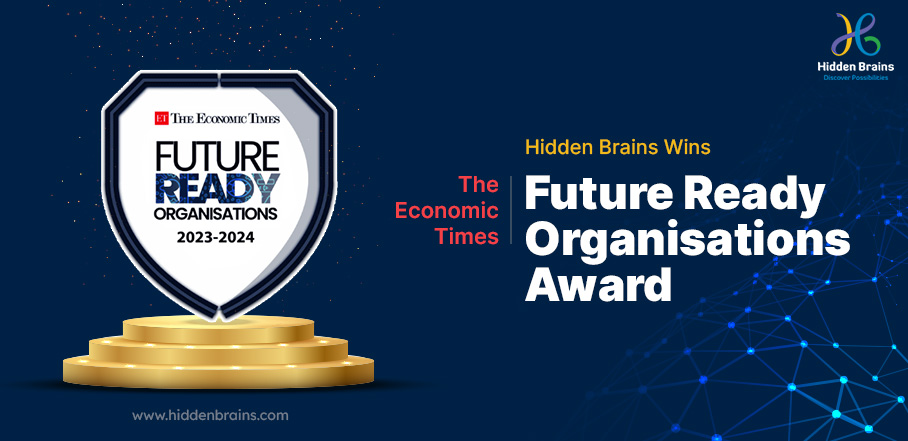 Hidden Brains
Discover Possibilities
ET THE ECONOMIC TIMES
FUTURE
READY
ORGANISATIONS
2023-2024
Hidden Brains Wins
The
Economic
Times
Future Ready
Organisations
Award
www.hiddenbrains.com